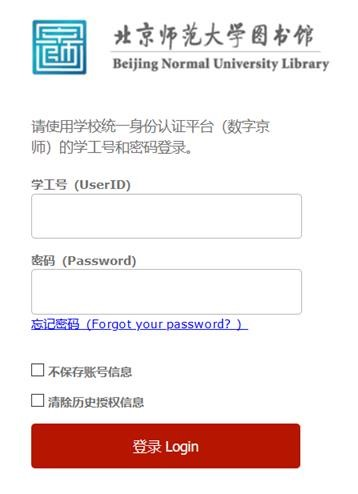 北京师范大学图书馆
Beijing Normal University Library
请使用学校统一身份认证平台（数字京
师）的学工号和密码登录。
学工号（UserID)
密码（Password)
忘记密码（Forgot your password？）
不保存账号信息
清除历史授权信息
登录 Login